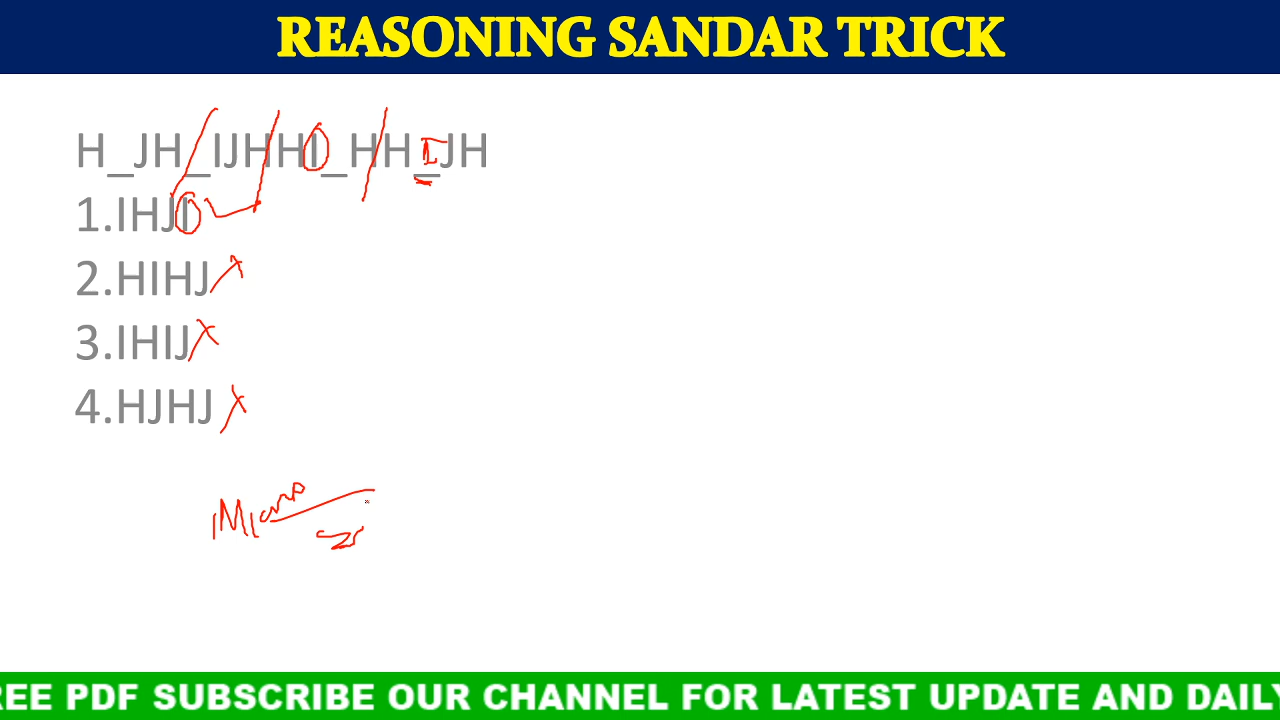 REASONING SANDAR TRICK
H_JH_IJHHI_HH_JH
I
1.IHJI
2.HIHJ
3.IHIJ
4.HJHJ
REE PDF SUBSCRIBE OUR CHANNEL FOR LATEST UPDATE AND DAILY